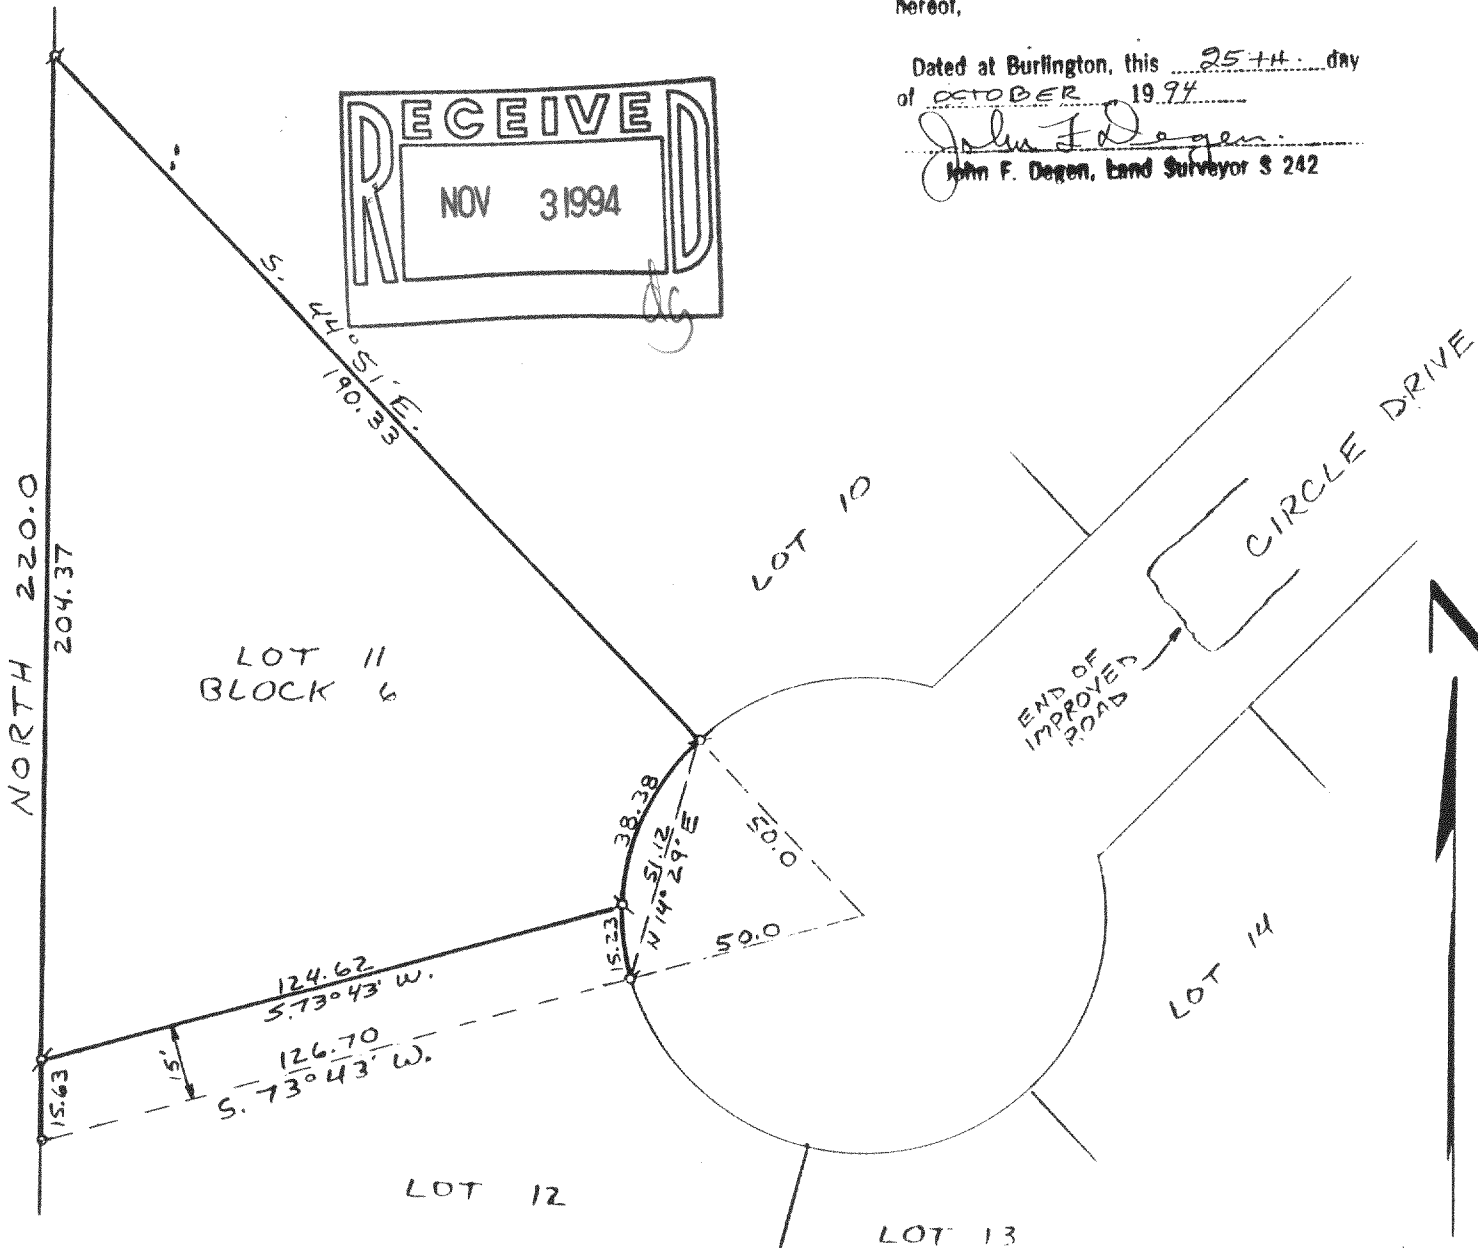 hereof,
Dated at Burlington, this 25TH. day
of OCTOBER 1994
John F Degen.
John F. Degen, Land Surveyor S 242
RECEIVED
NOV 3 1994
dg
S. 44° 51' E.
190.33
NORTH 220.0
204.37
LOT 10
CIRCLE DRIVE
LOT 11
BLOCK 6
END OF
IMPROVED
ROAD
38.38
51.12
N 14° 29' E
50.0
15.23
50.0
124.62
S. 73° 43' W.
15'
126.70
S. 73° 43' W.
15.63
LOT 14
LOT 12
LOT 13